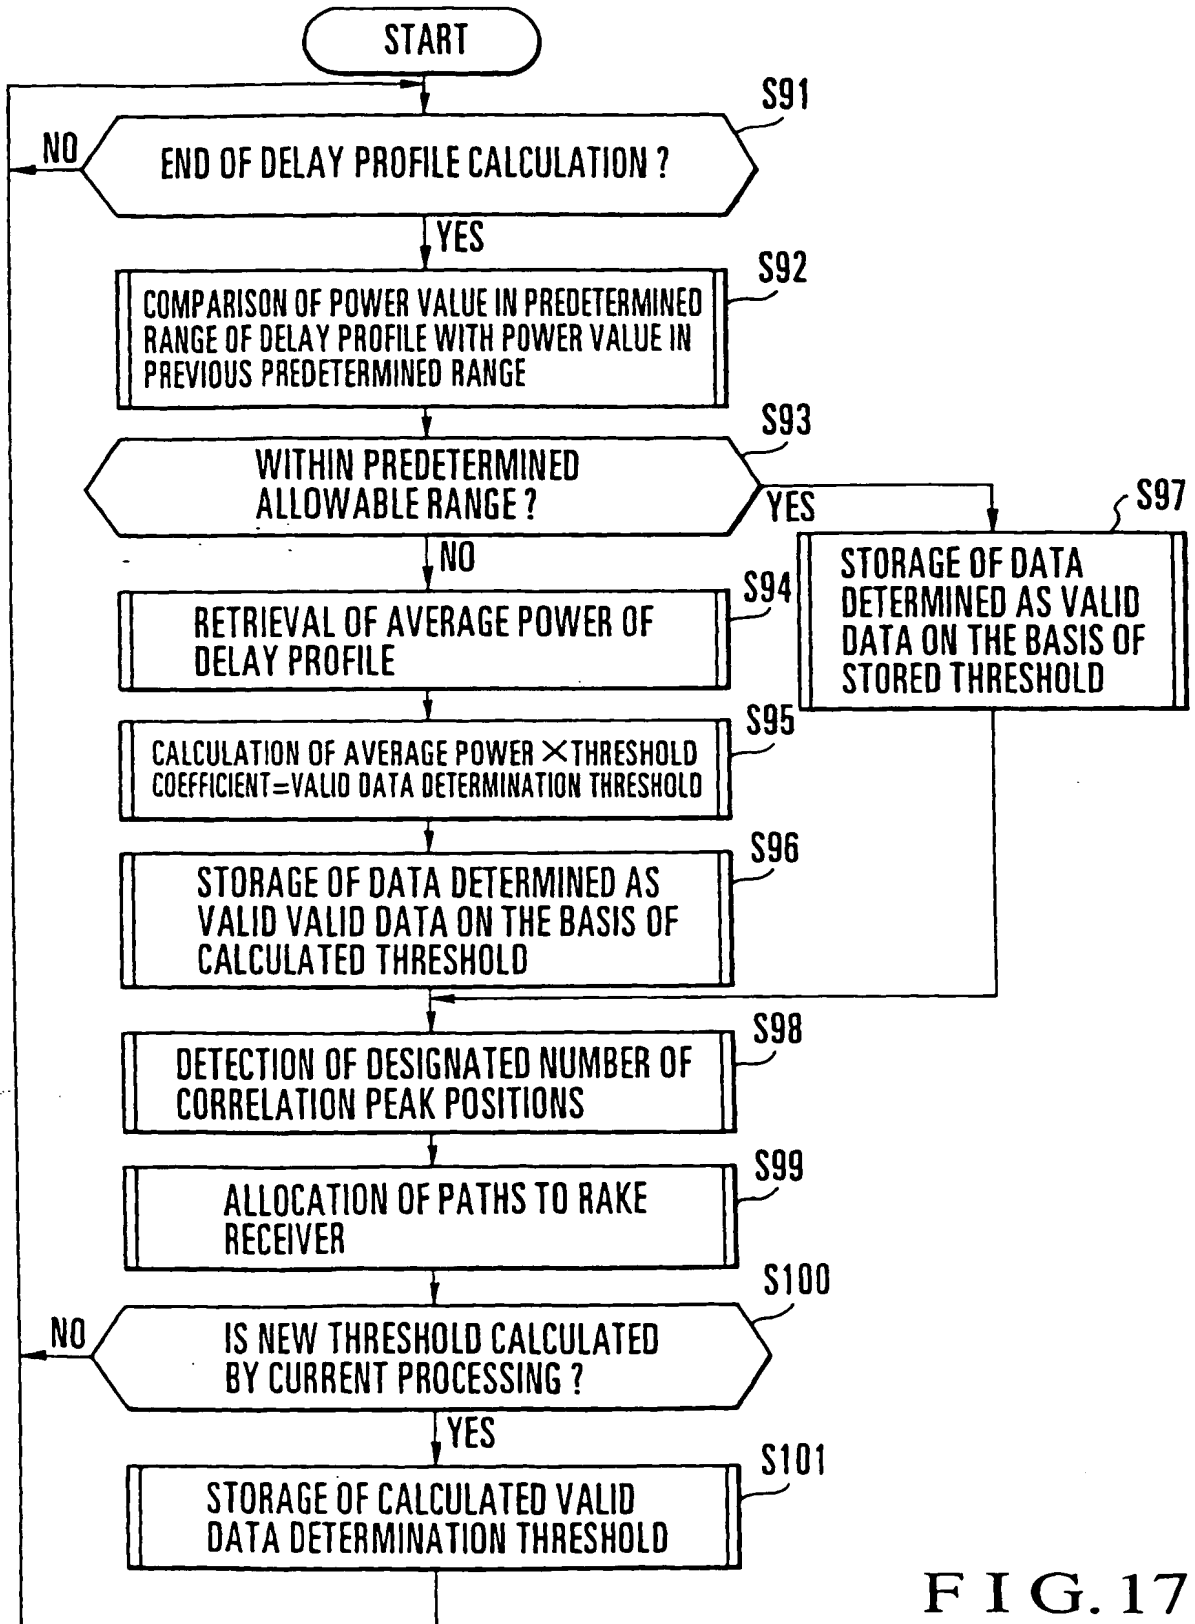 START
S91
NO
END OF DELAY PROFILE CALCULATION ?
YES
S92
COMPARISON OF POWER VALUE IN PREDETERMINED
RANGE OF DELAY PROFILE WITH POWER VALUE IN
PREVIOUS PREDETERMINED RANGE
S93
WITHIN PREDETERMINED
ALLOWABLE RANGE ?
YES
NO
S97
STORAGE OF DATA
DETERMINED AS VALID
DATA ON THE BASIS OF
STORED THRESHOLD
S94
RETRIEVAL OF AVERAGE POWER OF
DELAY PROFILE
S95
CALCULATION OF AVERAGE POWER × THRESHOLD
COEFFICIENT=VALID DATA DETERMINATION THRESHOLD
S96
STORAGE OF DATA DETERMINED AS
VALID VALID DATA ON THE BASIS OF
CALCULATED THRESHOLD
S98
DETECTION OF DESIGNATED NUMBER OF
CORRELATION PEAK POSITIONS
S99
ALLOCATION OF PATHS TO RAKE
RECEIVER
S100
NO
IS NEW THRESHOLD CALCULATED
BY CURRENT PROCESSING ?
YES
S101
STORAGE OF CALCULATED VALID
DATA DETERMINATION THRESHOLD
FIG. 17